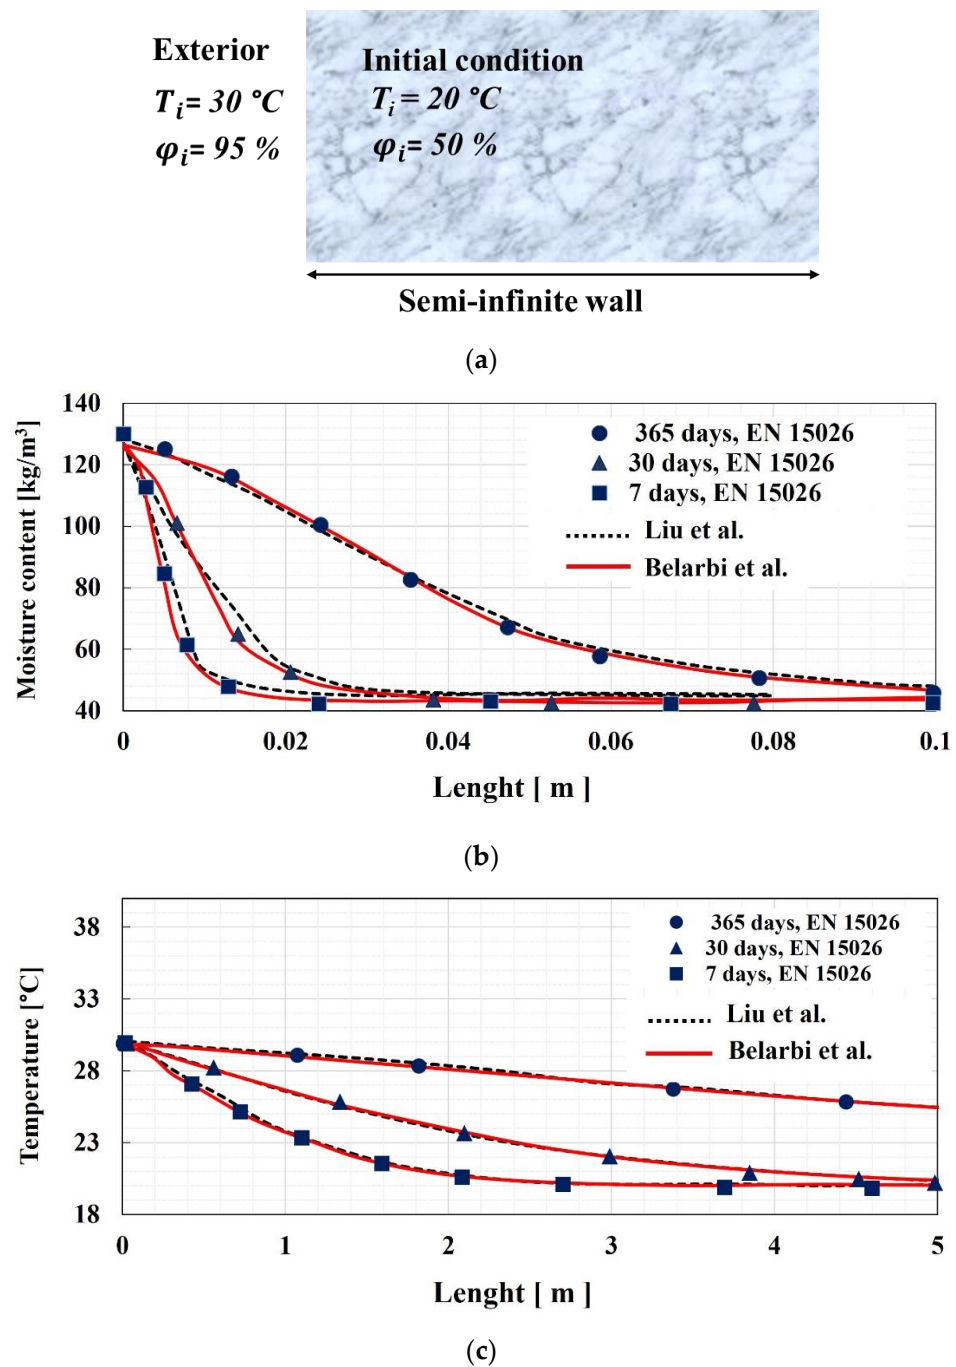 Exterior
T_i= 30 °C
φ_i= 95 %
Initial condition
T_i = 20 °C
φ_i= 50 %
Semi-infinite wall
(a)
Moisture content [kg/m³]
140
120
100
80
60
40
0 0.02 0.04 0.06 0.08 0.1
365 days, EN 15026
30 days, EN 15026
7 days, EN 15026
Liu et al.
Belarbi et al.
Lenght [ m ]
(b)
Temperature [°C]
38
33
28
23
18
0 1 2 3 4 5
365 days, EN 15026
30 days, EN 15026
7 days, EN 15026
Liu et al.
Belarbi et al.
Lenght [ m ]
(c)